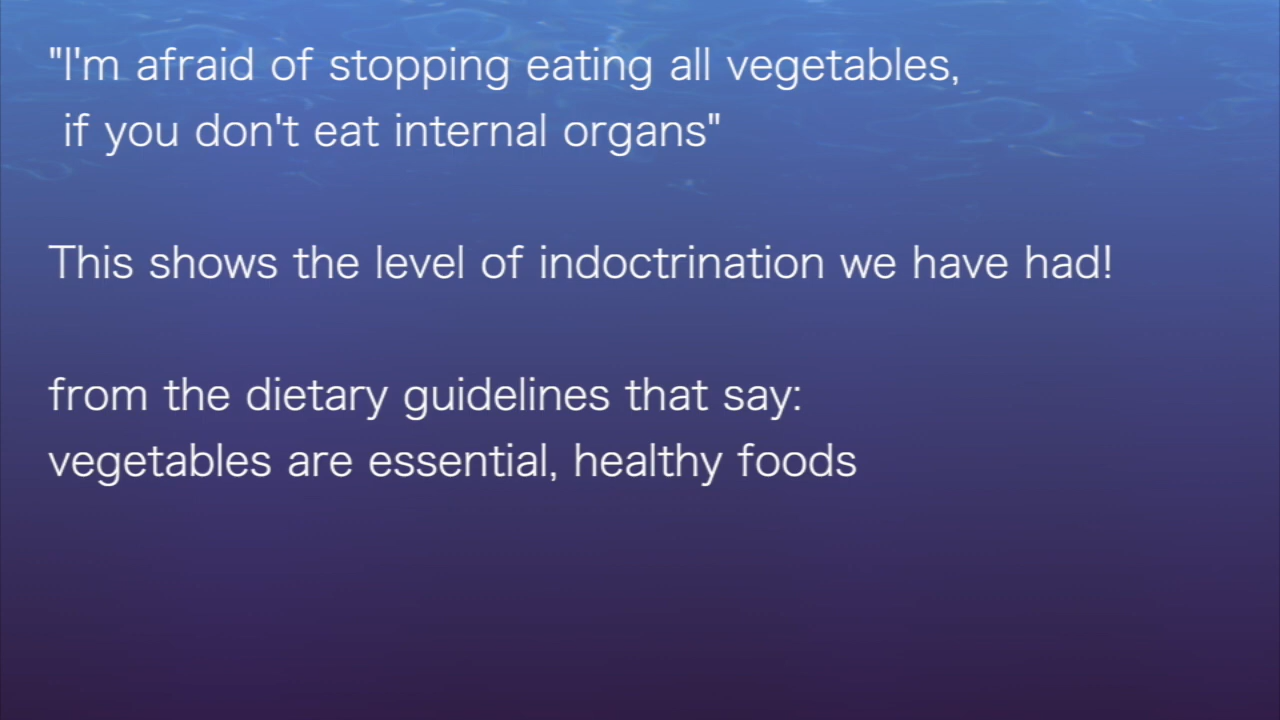 "I'm afraid of stopping eating all vegetables,
if you don't eat internal organs"
This shows the level of indoctrination we have had!
from the dietary guidelines that say:
vegetables are essential, healthy foods